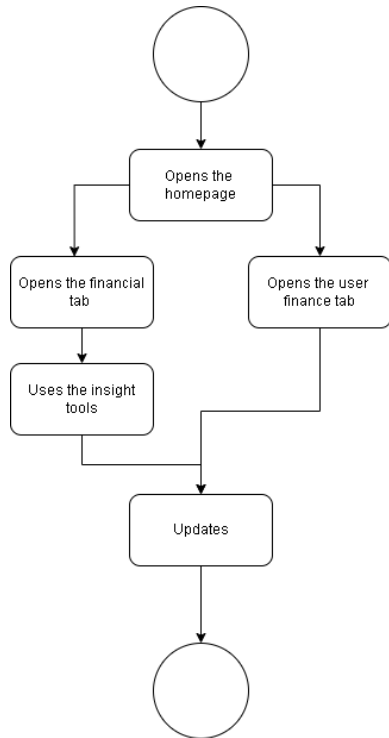 Opens the
homepage
Opens the financial
tab
Opens the user
finance tab
Uses the insight
tools
Updates